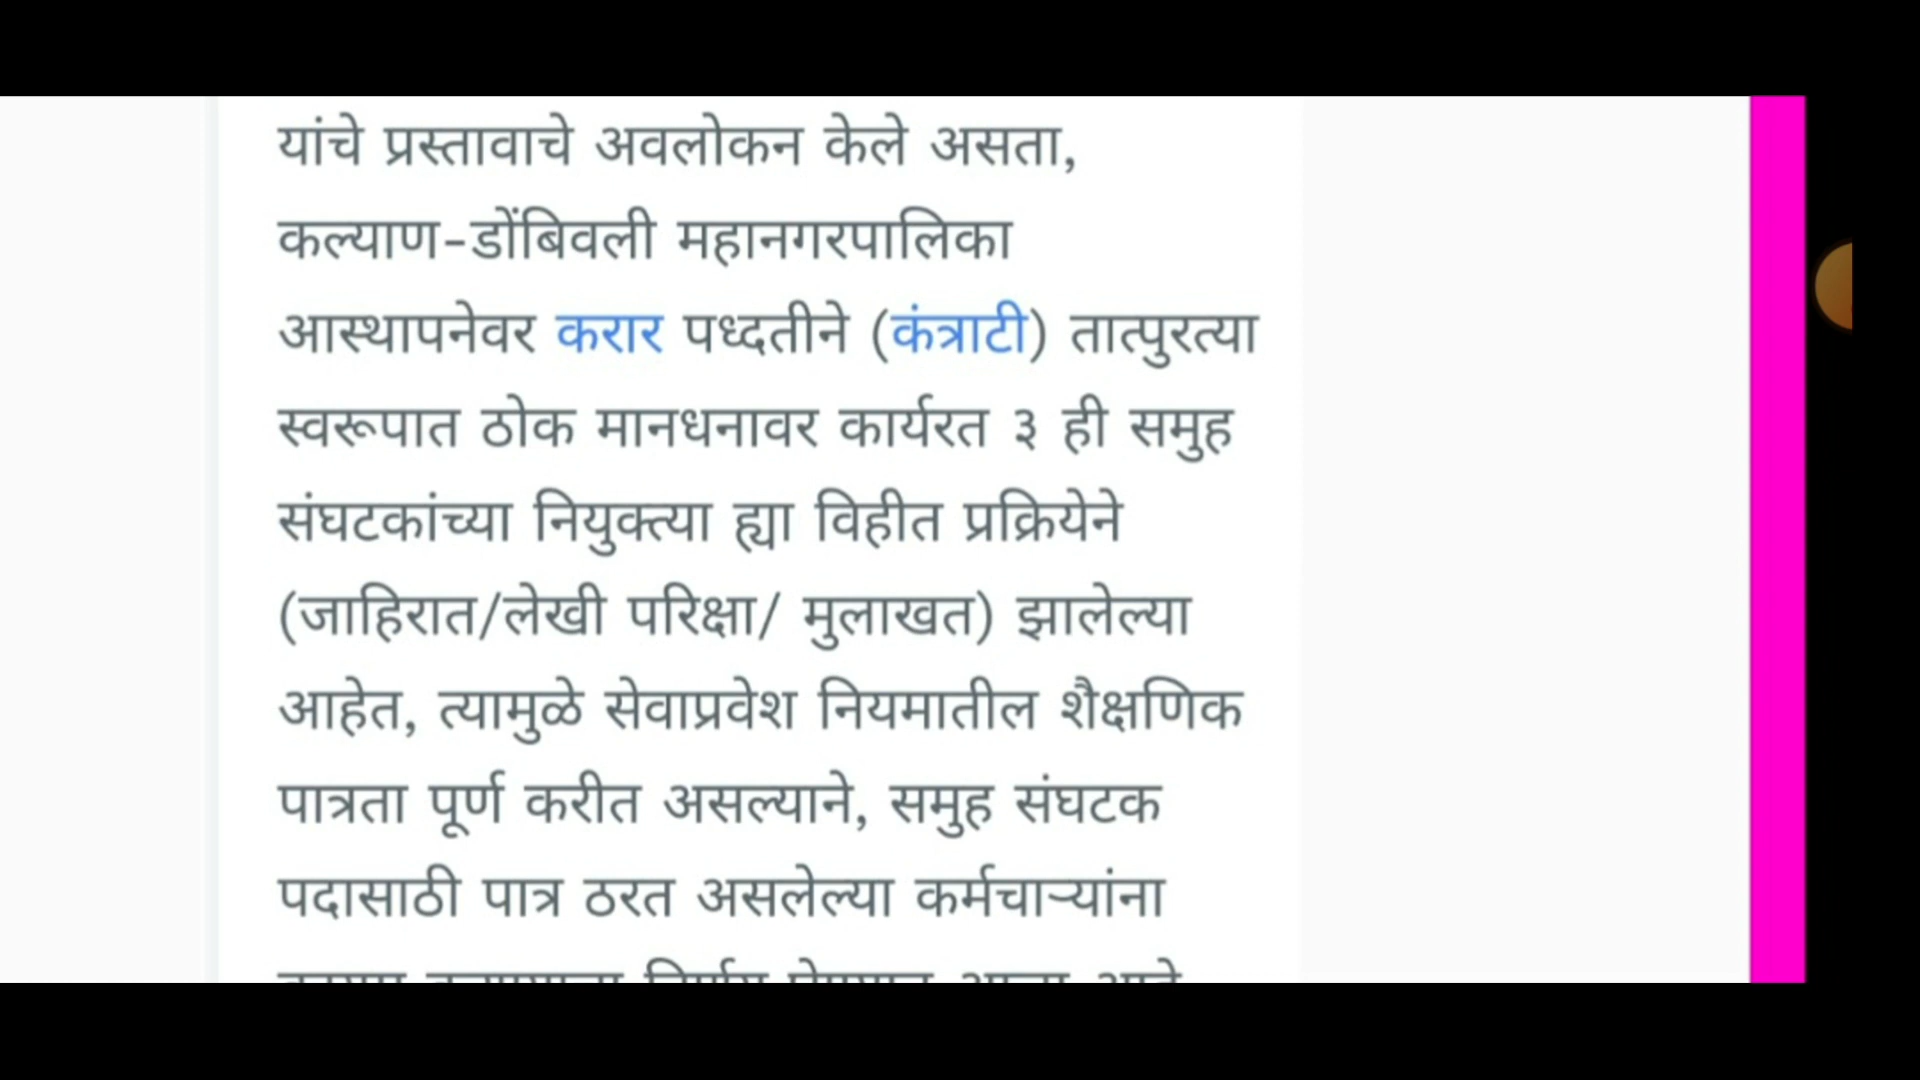 यांचे प्रस्तावाचे अवलोकन केले असता,
कल्याण-डोंबिवली महानगरपालिका
आस्थापनेवर करार पध्दतीने (कंत्राटी) तात्पुरत्या
स्वरूपात ठोक मानधनावर कार्यरत ३ ही समुह
संघटकांच्या नियुक्त्या ह्या विहीत प्रक्रियेने
(जाहिरात/लेखी परिक्षा/ मुलाखत) झालेल्या
आहेत, त्यामुळे सेवाप्रवेश नियमातील शैक्षणिक
पात्रता पूर्ण करीत असल्याने, समुह संघटक
पदासाठी पात्र ठरत असलेल्या कर्मचाऱ्यांना